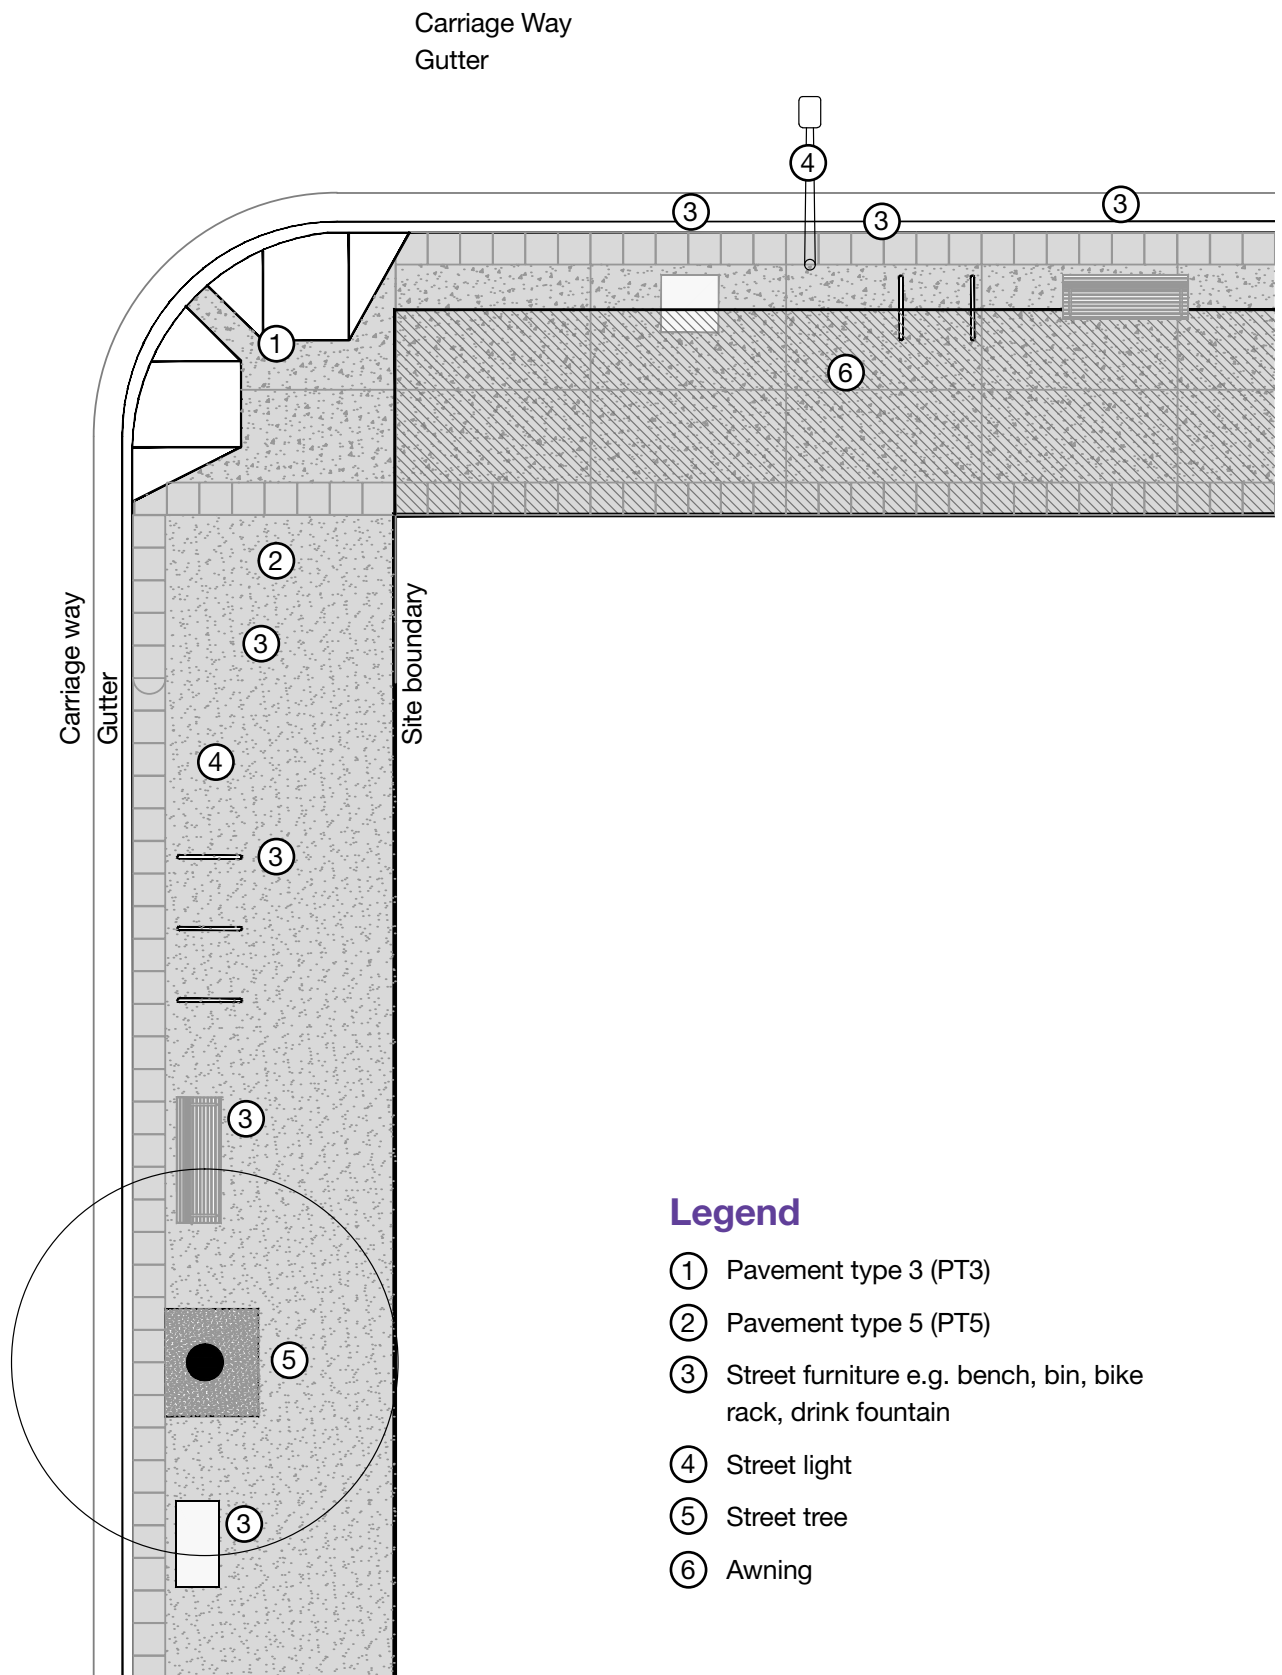 Carriage Way
Gutter
4
3
3
3
1
6
2
3
Carriage way
Gutter
Site boundary
4
3
3
5
3
Legend
1 Pavement type 3 (PT3)
2 Pavement type 5 (PT5)
3 Street furniture e.g. bench, bin, bike
rack, drink fountain
4 Street light
5 Street tree
6 Awning